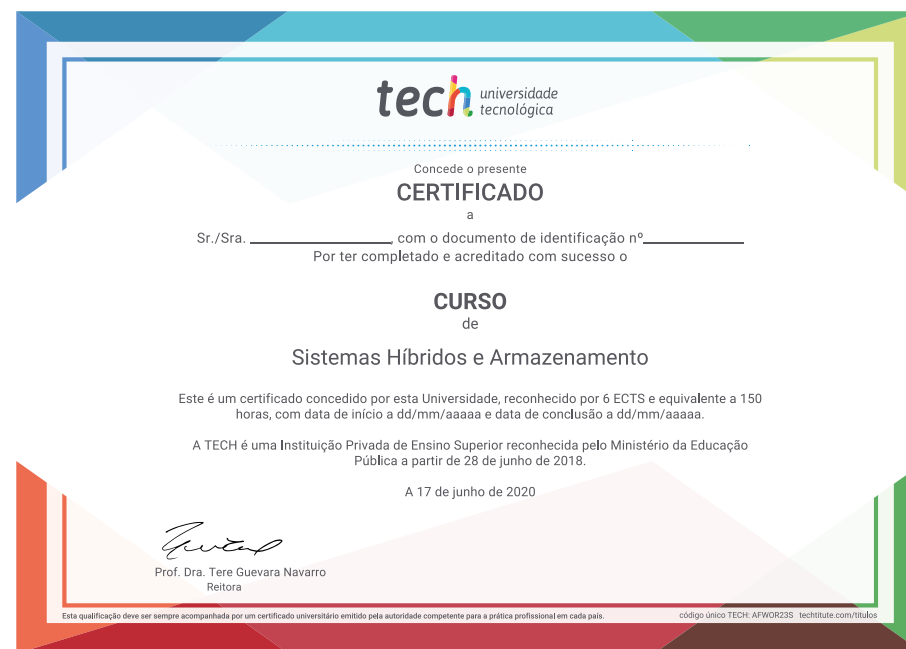 tech universidade
tecnológica
Concede o presente
CERTIFICADO
a
Sr./Sra. ________________, com o documento de identificação nº____________
Por ter completado e acreditado com sucesso o
CURSO
de
Sistemas Híbridos e Armazenamento
Este é um certificado concedido por esta Universidade, reconhecido por 6 ECTS e equivalente a 150
horas, com data de início a dd/mm/aaaaa e data de conclusão a dd/mm/aaaaa.
A TECH é uma Instituição Privada de Ensino Superior reconhecida pelo Ministério da Educação
Pública a partir de 28 de junho de 2018.
A 17 de junho de 2020
Prof. Dra. Tere Guevara Navarro
Reitora
Esta qualificação deve ser sempre acompanhada por um certificado universitário emitido pela autoridade competente para a prática profissional em cada país.
código único TECH: AFWOR23S techtitute.com/titulos